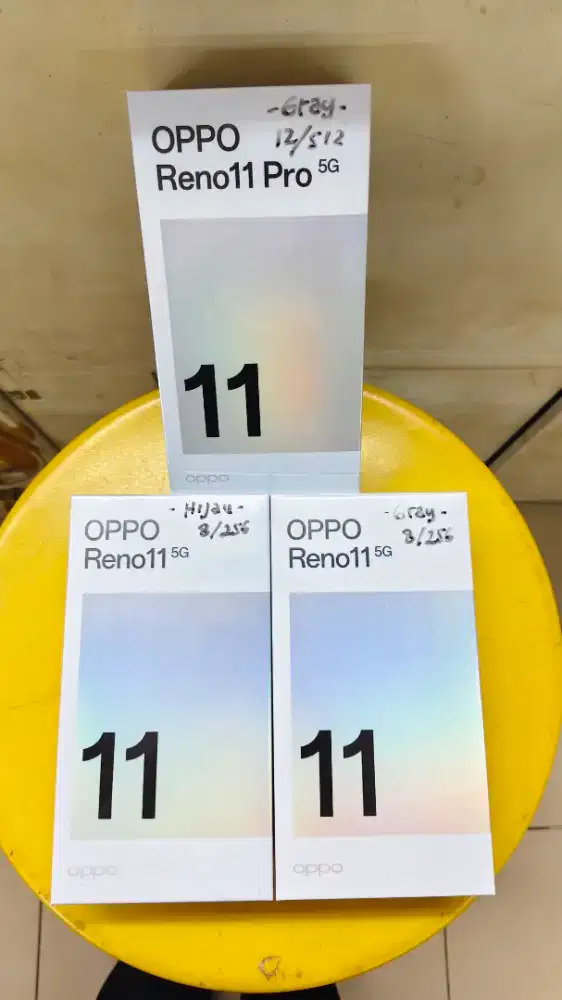 -Gray-
OPPO 12/512
Reno11 Pro 5G
11
oppo
-Hijau-
OPPO 8/256
Reno11 5G
11
oppo
-Gray-
OPPO 8/256
Reno11 5G
11
oppo